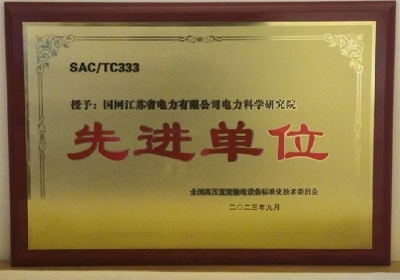 SAC/TC333
授予：国网江苏省电力有限公司电力科学研究院
先进单位
全国高压直流输电设备标准化技术委员会
二〇二三年九月